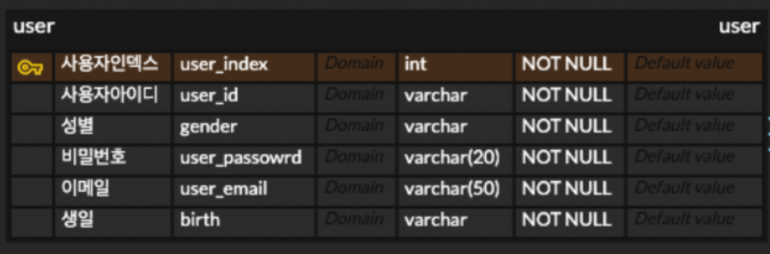 user user
사용자인덱스 user_index Domain int NOT NULL Default value
사용자아이디 user_id Domain varchar NOT NULL Default value
성별 gender Domain varchar NOT NULL Default value
비밀번호 user_passowrd Domain varchar(20) NOT NULL Default value
이메일 user_email Domain varchar(50) NOT NULL Default value
생일 birth Domain varchar NOT NULL Default value